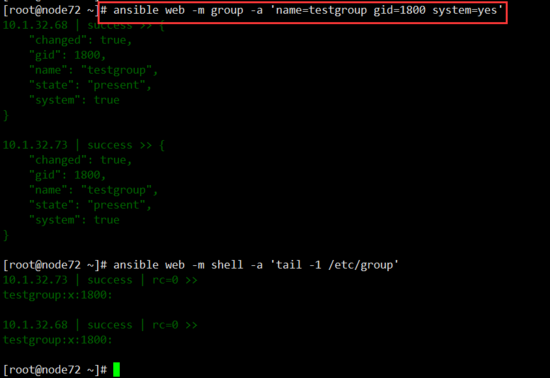 [root@node72 ~]# ansible web -m group -a 'name=testgroup gid=1800 system=yes'
10.1.32.68 | success >> {
    "changed": true,
    "gid": 1800,
    "name": "testgroup",
    "state": "present",
    "system": true
}
10.1.32.73 | success >> {
    "changed": true,
    "gid": 1800,
    "name": "testgroup",
    "state": "present",
    "system": true
}
[root@node72 ~]# ansible web -m shell -a 'tail -1 /etc/group'
10.1.32.73 | success | rc=0 >>
testgroup:x:1800:
10.1.32.68 | success | rc=0 >>
testgroup:x:1800:
[root@node72 ~]#